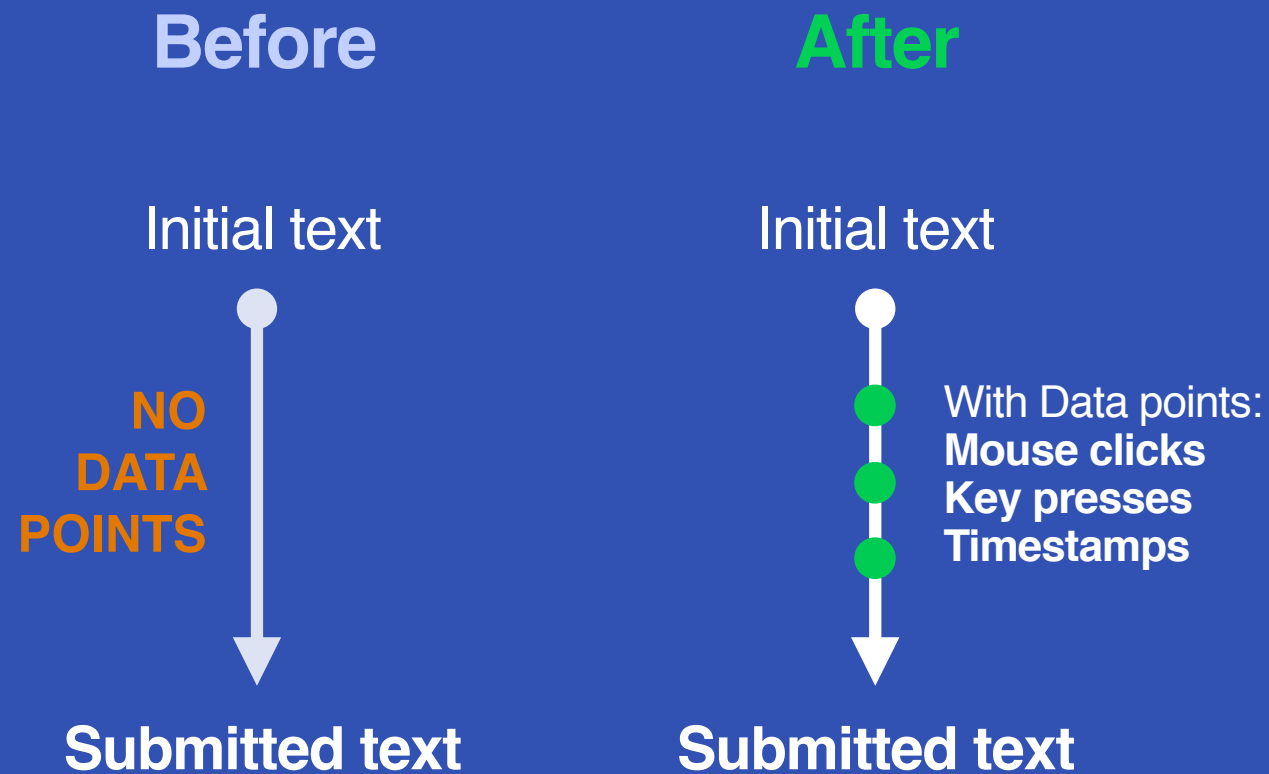 Before
After
Initial text
Initial text
NO
DATA
POINTS
With Data points:
Mouse clicks
Key presses
Timestamps
Submitted text
Submitted text